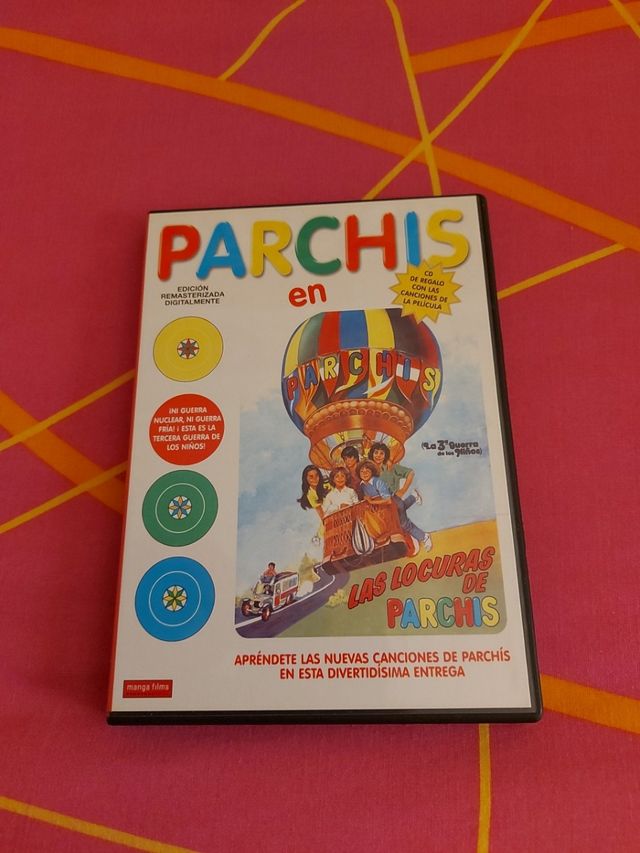 PARCHIS
en
EDICIÓN
REMASTERIZADA
DIGITALMENTE
CD
DE REGALO
CON LAS
CANCIONES DE
LA PELÍCULA
¡NI GUERRA
NUCLEAR, NI GUERRA
FRÍA! ¡ ESTA ES LA
TERCERA GUERRA DE
LOS NIÑOS!
PARCHIS
(La 3ª Guerra
de los Niños)
LAS LOCURAS
DE
PARCHIS
APRÉNDETE LAS NUEVAS CANCIONES DE PARCHÍS
EN ESTA DIVERTIDÍSIMA ENTREGA
manga films